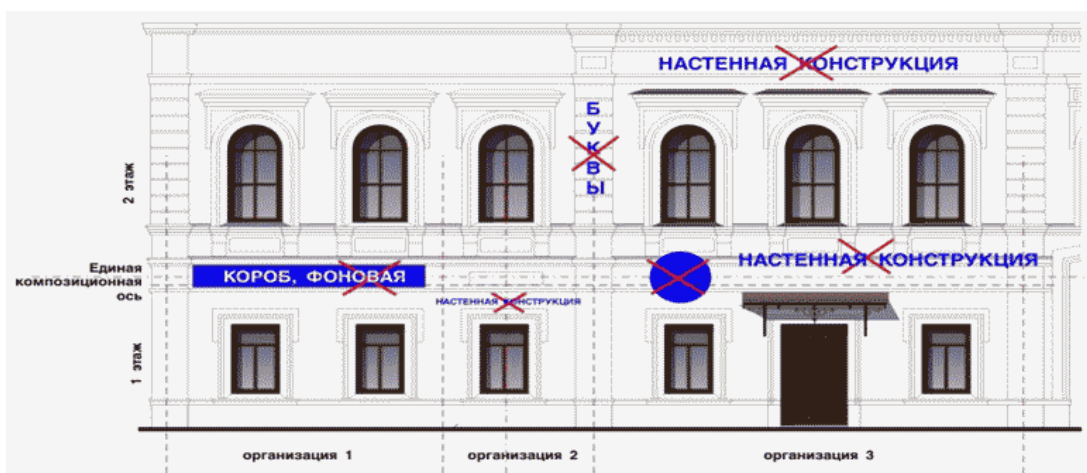 НАСТЕННАЯ КОНСТРУКЦИЯ
БУКВЫ
2 этаж
НАСТЕННАЯ КОНСТРУКЦИЯ
Единая
композиционная
ось
КОРОБ, ФОНОВАЯ
НАСТЕННАЯ КОНСТРУКЦИЯ
1 этаж
организация 1
организация 2
организация 3